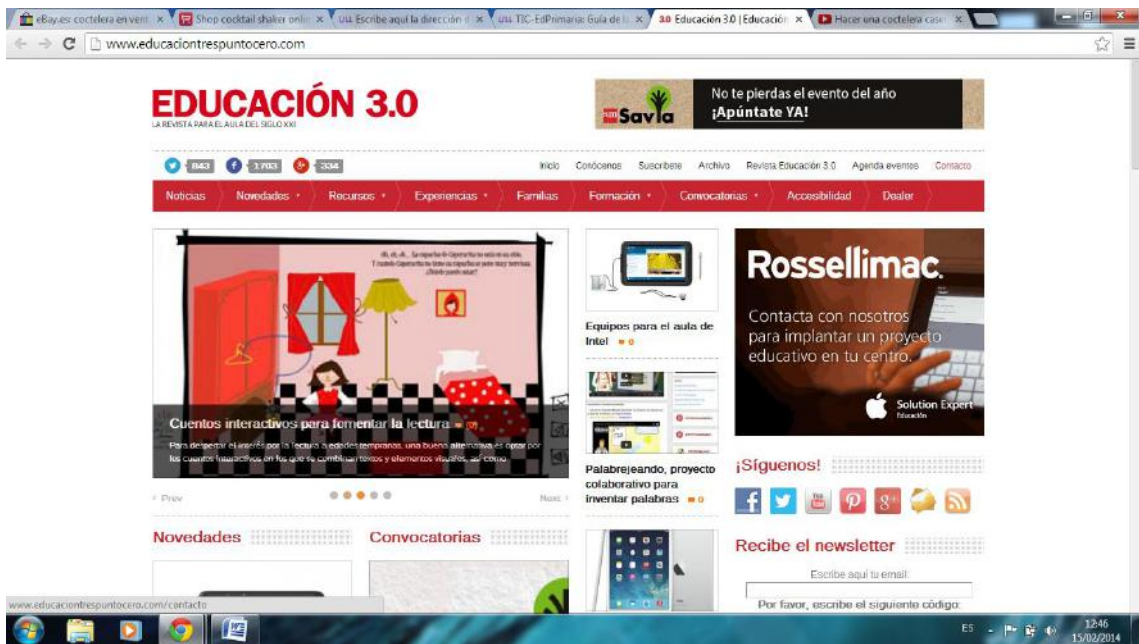 eBay.es: coctelera en vent
Shop cocktail shaker onlin
ULL Escribe aquí la dirección d
ULL TIC-EdPrimaria: Guía de l
3.0 Educación 3.0 | Educación
Hacer una coctelera case
www.educaciontrespuntocero.com
EDUCACIÓN 3.0
LA REVISTA PARA EL AULA DEL SIGLO XXI
sm Savia
No te pierdas el evento del año
¡Apúntate YA!
843 1703 334
Inicio Conócenos Suscríbete Archivo Revista Educación 3.0 Agenda eventos Contacto
Noticias Novedades Recursos Experiencias Familias Formación Convocatorias Accesibilidad Dealer
Cuentos interactivos para fomentar la lectura
Para despertar el interés por la lectura a edades tempranas, una buena alternativa es optar por
los cuentos interactivos en los que se combinan textos y elementos visuales, así como
‹ Prev
Next ›
Equipos para el aula de
Intel 0
Palabrejeando, proyecto
colaborativo para
inventar palabras 0
Rossellimac.
Contacta con nosotros
para implantar un proyecto
educativo en tu centro.
Solution Expert
Educación
¡Síguenos!
Novedades
Convocatorias
Recibe el newsletter
Escribe aquí tu email:
Por favor, escribe el siguiente código:
www.educaciontrespuntocero.com/contacto
ES
12:46
15/02/2014